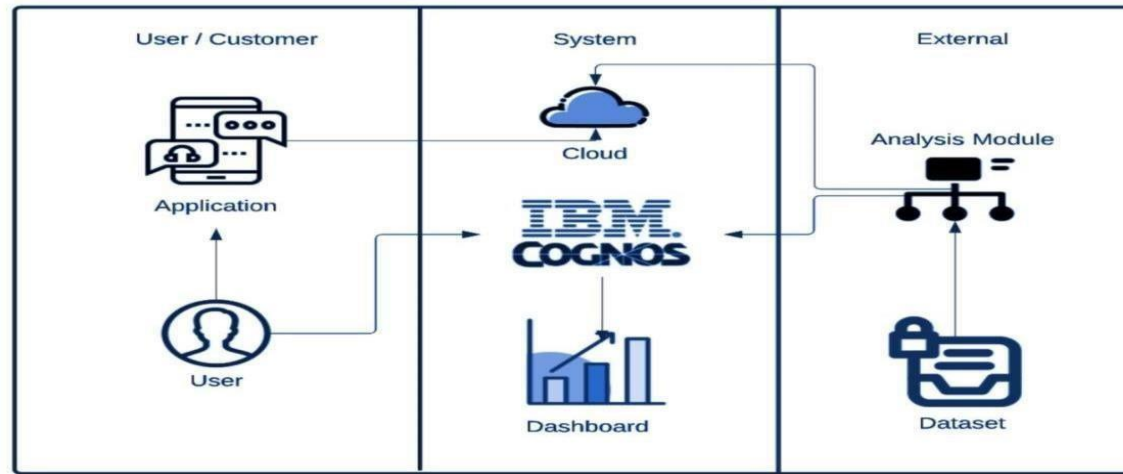 User / Customer
System
External
Cloud
Analysis Module
Application
IBM.
COGNOS
User
Dashboard
Dataset